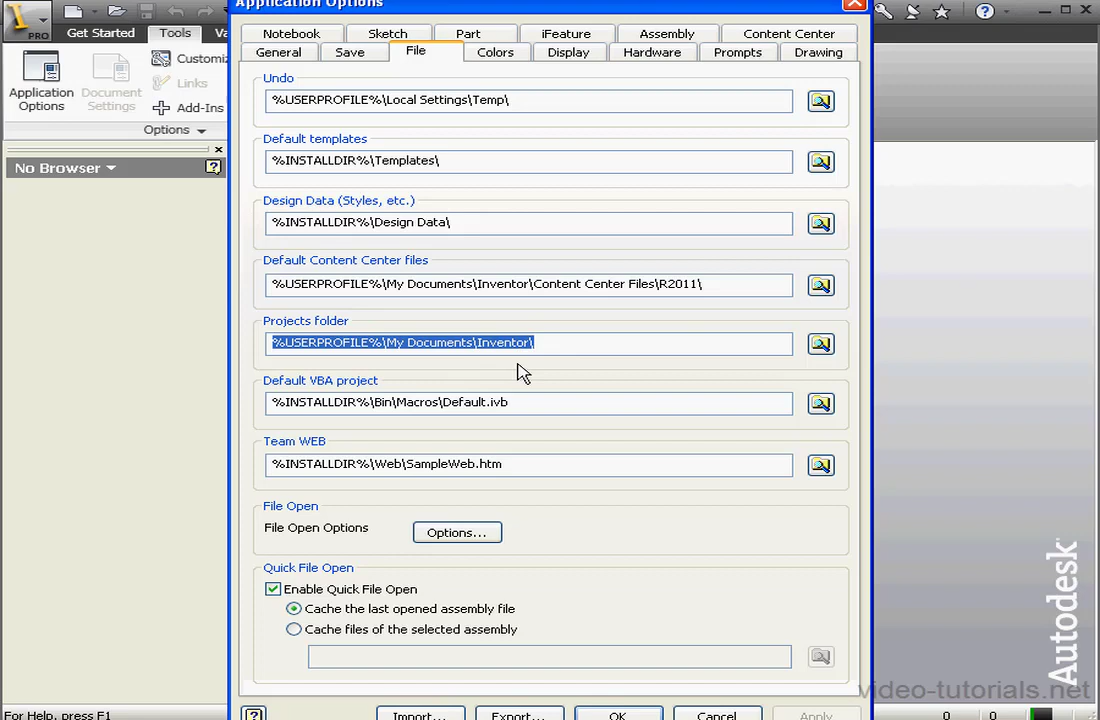 Application Options
PRO
Get Started
Tools
Va
Application Options
Document Settings
Customiz
Links
Add-Ins
Options
No Browser
Notebook
Sketch
Part
iFeature
Assembly
Content Center
General
Save
File
Colors
Display
Hardware
Prompts
Drawing
Undo
%USERPROFILE%\Local Settings\Temp\
Default templates
%INSTALLDIR%\Templates\
Design Data (Styles, etc.)
%INSTALLDIR%\Design Data\
Default Content Center files
%USERPROFILE%\My Documents\Inventor\Content Center Files\R2011\
Projects folder
%USERPROFILE%\My Documents\Inventor\
Default VBA project
%INSTALLDIR%\Bin\Macros\Default.ivb
Team WEB
%INSTALLDIR%\Web\SampleWeb.htm
File Open
File Open Options
Options...
Quick File Open
Enable Quick File Open
Cache the last opened assembly file
Cache files of the selected assembly
Import...
Export...
OK
Cancel
Apply
Autodesk
video-tutorials.net
For Help, press F1
0
0